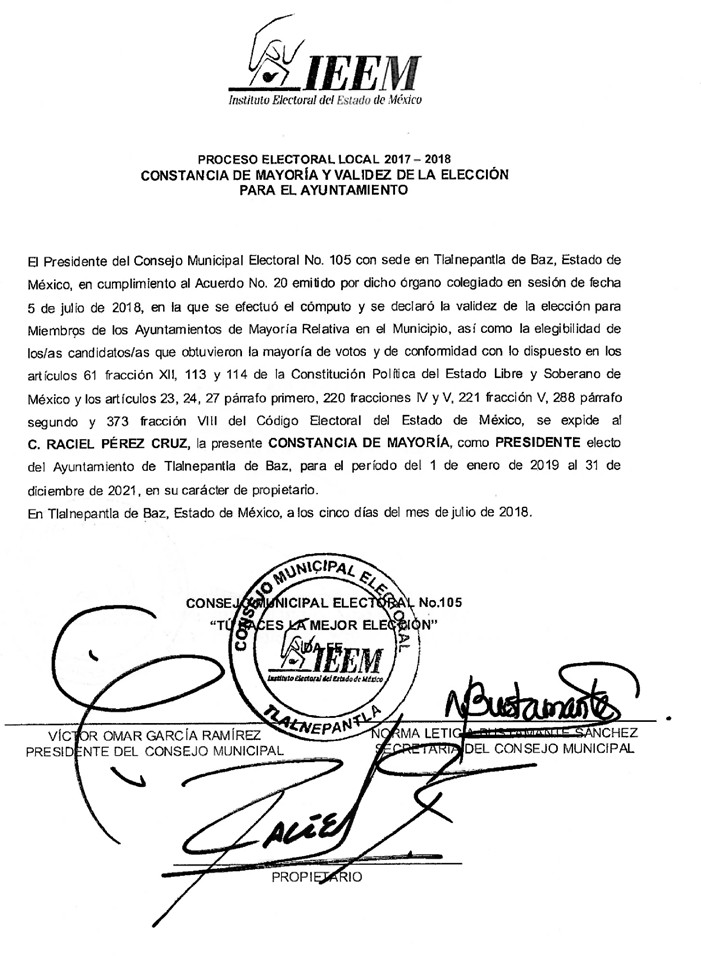 IEEM
Instituto Electoral del Estado de México
PROCESO ELECTORAL LOCAL 2017 – 2018
CONSTANCIA DE MAYORÍA Y VALIDEZ DE LA ELECCIÓN
PARA EL AYUNTAMIENTO
El Presidente del Consejo Municipal Electoral No. 105 con sede en Tlalnepantla de Baz, Estado de
México, en cumplimiento al Acuerdo No. 20 emitido por dicho órgano colegiado en sesión de fecha
5 de julio de 2018, en la que se efectuó el cómputo y se declaró la validez de la elección para
Miembros de los Ayuntamientos de Mayoría Relativa en el Municipio, así como la elegibilidad de
los/as candidatos/as que obtuvieron la mayoría de votos y de conformidad con lo dispuesto en los
artículos 61 fracción XII, 113 y 114 de la Constitución Política del Estado Libre y Soberano de
México y los artículos 23, 24, 27 párrafo primero, 220 fracciones IV y V, 221 fracción V, 288 párrafo
segundo y 373 fracción VIII del Código Electoral del Estado de México, se expide al
C. RACIEL PÉREZ CRUZ, la presente CONSTANCIA DE MAYORÍA, como PRESIDENTE electo
del Ayuntamiento de Tlalnepantla de Baz, para el período del 1 de enero de 2019 al 31 de
diciembre de 2021, en su carácter de propietario.
En Tlalnepantla de Baz, Estado de México, a los cinco días del mes de julio de 2018.
CONSEJO MUNICIPAL ELECTORAL
CONSEJO MUNICIPAL ELECTORAL No.105
“TÚ HACES LA MEJOR ELECCIÓN”
DA FE
IEEM
Instituto Electoral del Estado de México
TLALNEPANTLA
NBustamantes
VÍCTOR OMAR GARCÍA RAMÍREZ
PRESIDENTE DEL CONSEJO MUNICIPAL
NORMA LETICIA BUSTAMANTE SÁNCHEZ
SECRETARIA DEL CONSEJO MUNICIPAL
Raciel
PROPIETARIO